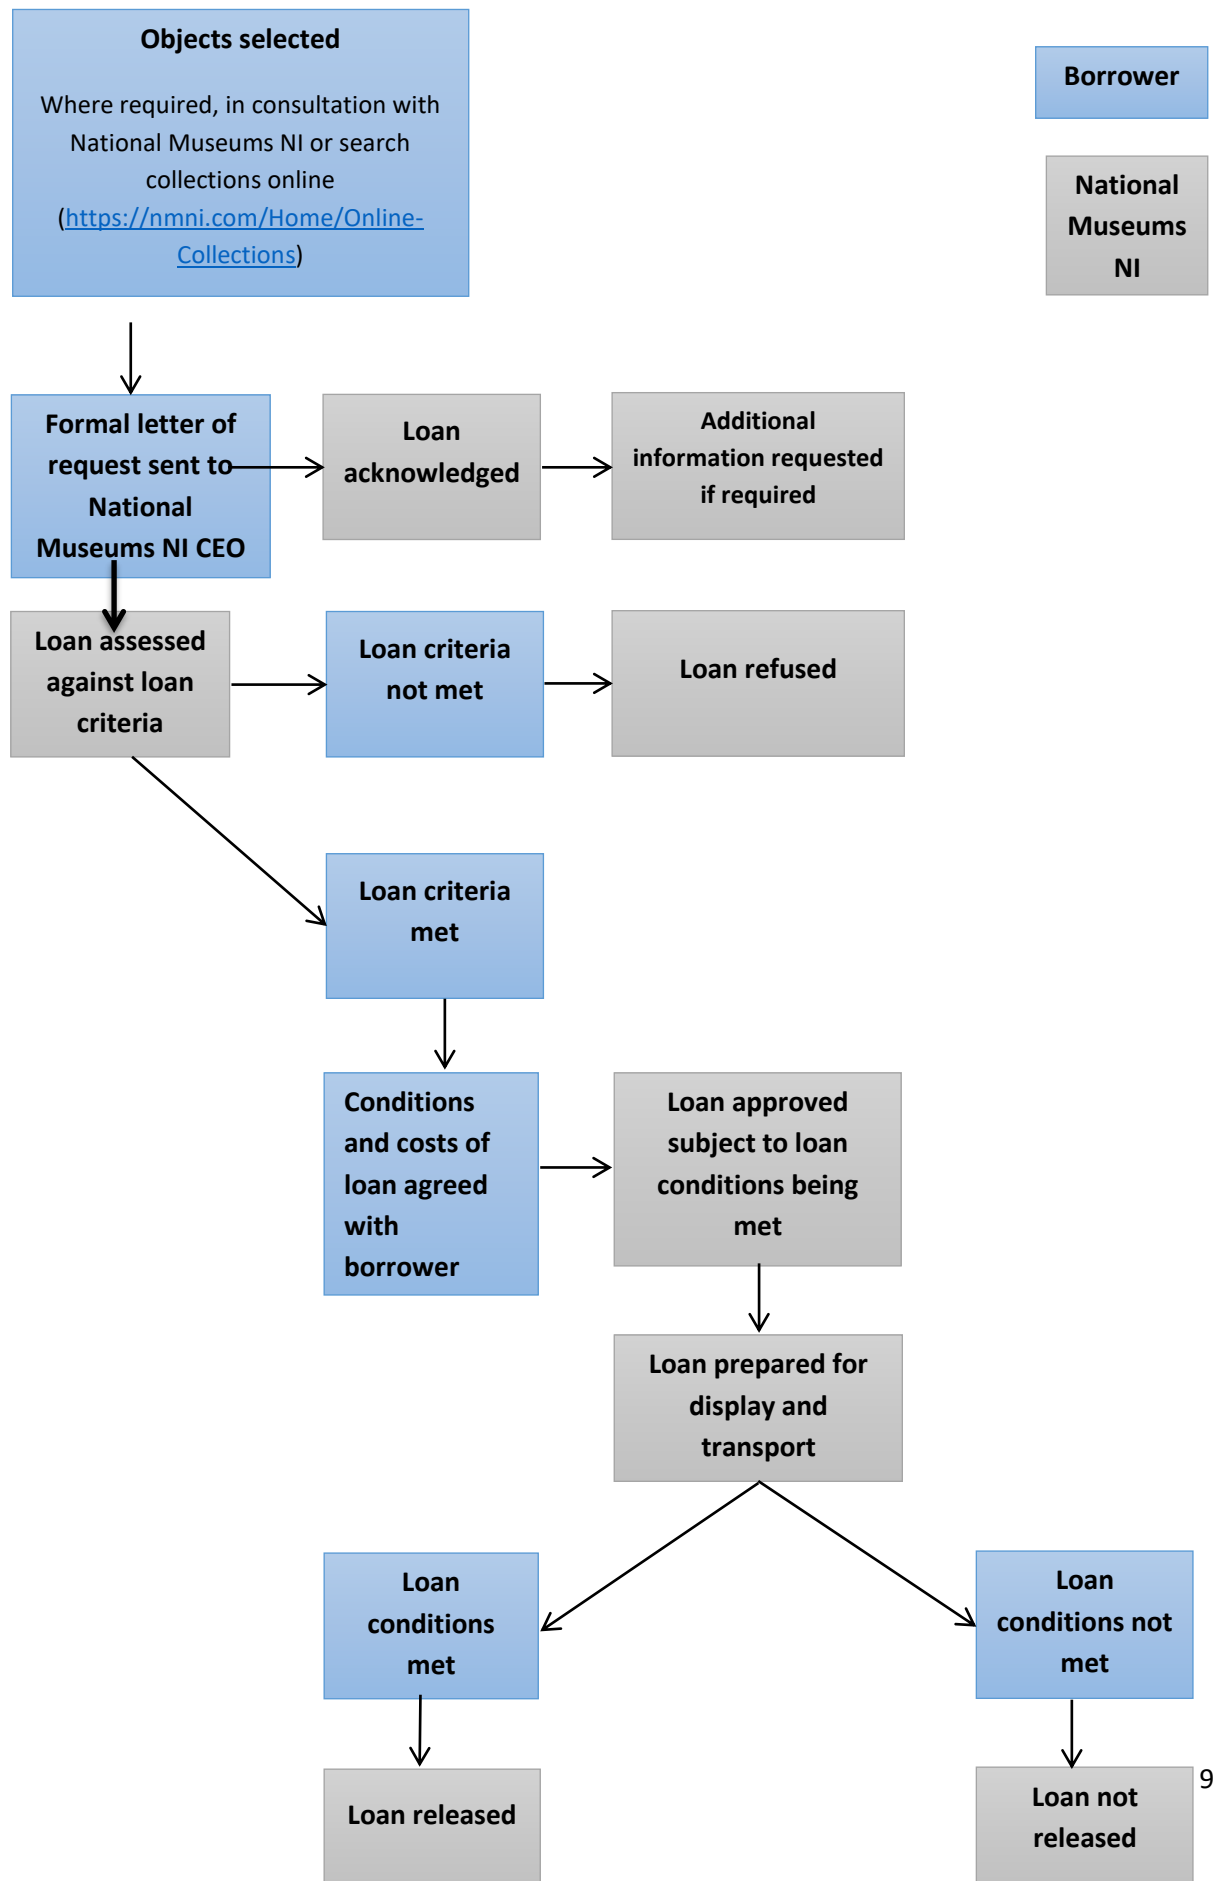 Objects selected
Where required, in consultation with
National Museums NI or search
collections online
(https://nmni.com/Home/Online-
Collections)
Borrower
National
Museums
NI
Formal letter of
request sent to
National
Museums NI CEO
Loan
acknowledged
Additional
information requested
if required
Loan assessed
against loan
criteria
Loan criteria
not met
Loan refused
Loan criteria
met
Conditions
and costs of
loan agreed
with
borrower
Loan approved
subject to loan
conditions being
met
Loan prepared for
display and
transport
Loan
conditions
met
Loan
conditions not
met
Loan released
Loan not
released
9